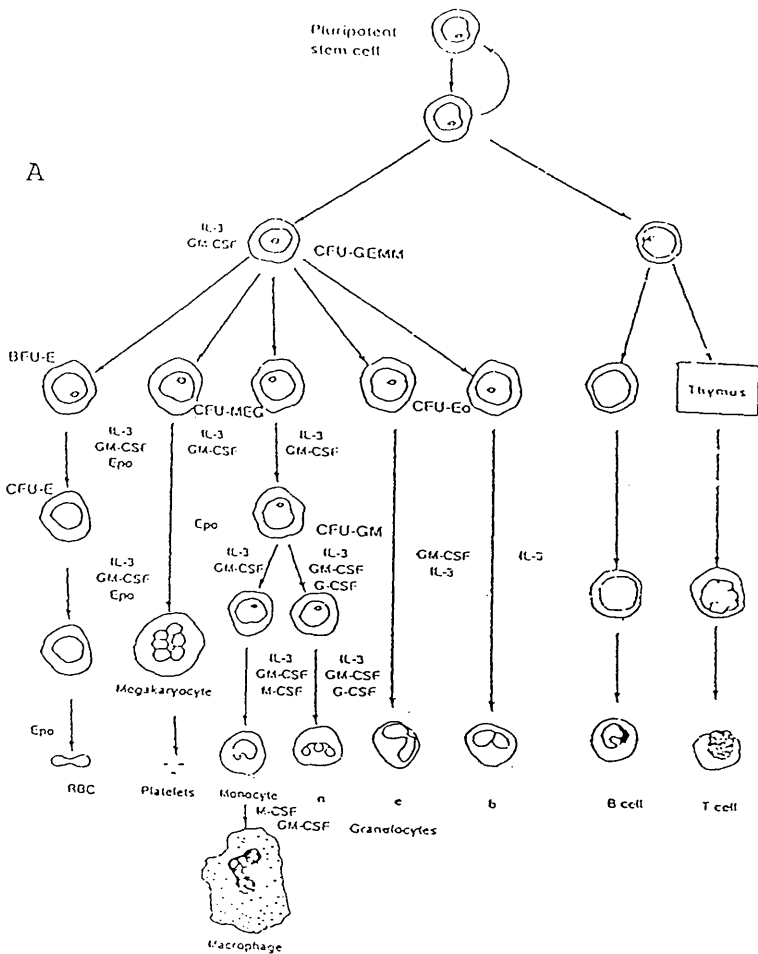 Pluripotent
stem cell
A
IL-3
GM-CSF
CFU-GEMM
BFU-E
CFU-MEG
CFU-Eo
Thymus
IL-3
GM-CSF
Epo
IL-3
GM-CSF
IL-3
GM-CSF
CFU-E
Epo
CFU-GM
GM-CSF
IL-3
IL-3
GM-CSF
IL-3
GM-CSF
G-CSF
IL-3
GM-CSF
Epo
IL-3
GM-CSF
M-CSF
IL-3
GM-CSF
G-CSF
Megakaryocyte
Epo
RBC
Platelets
Monocyte
n
e
b
B cell
T cell
M-CSF
GM-CSF
Granulocytes
Macrophage